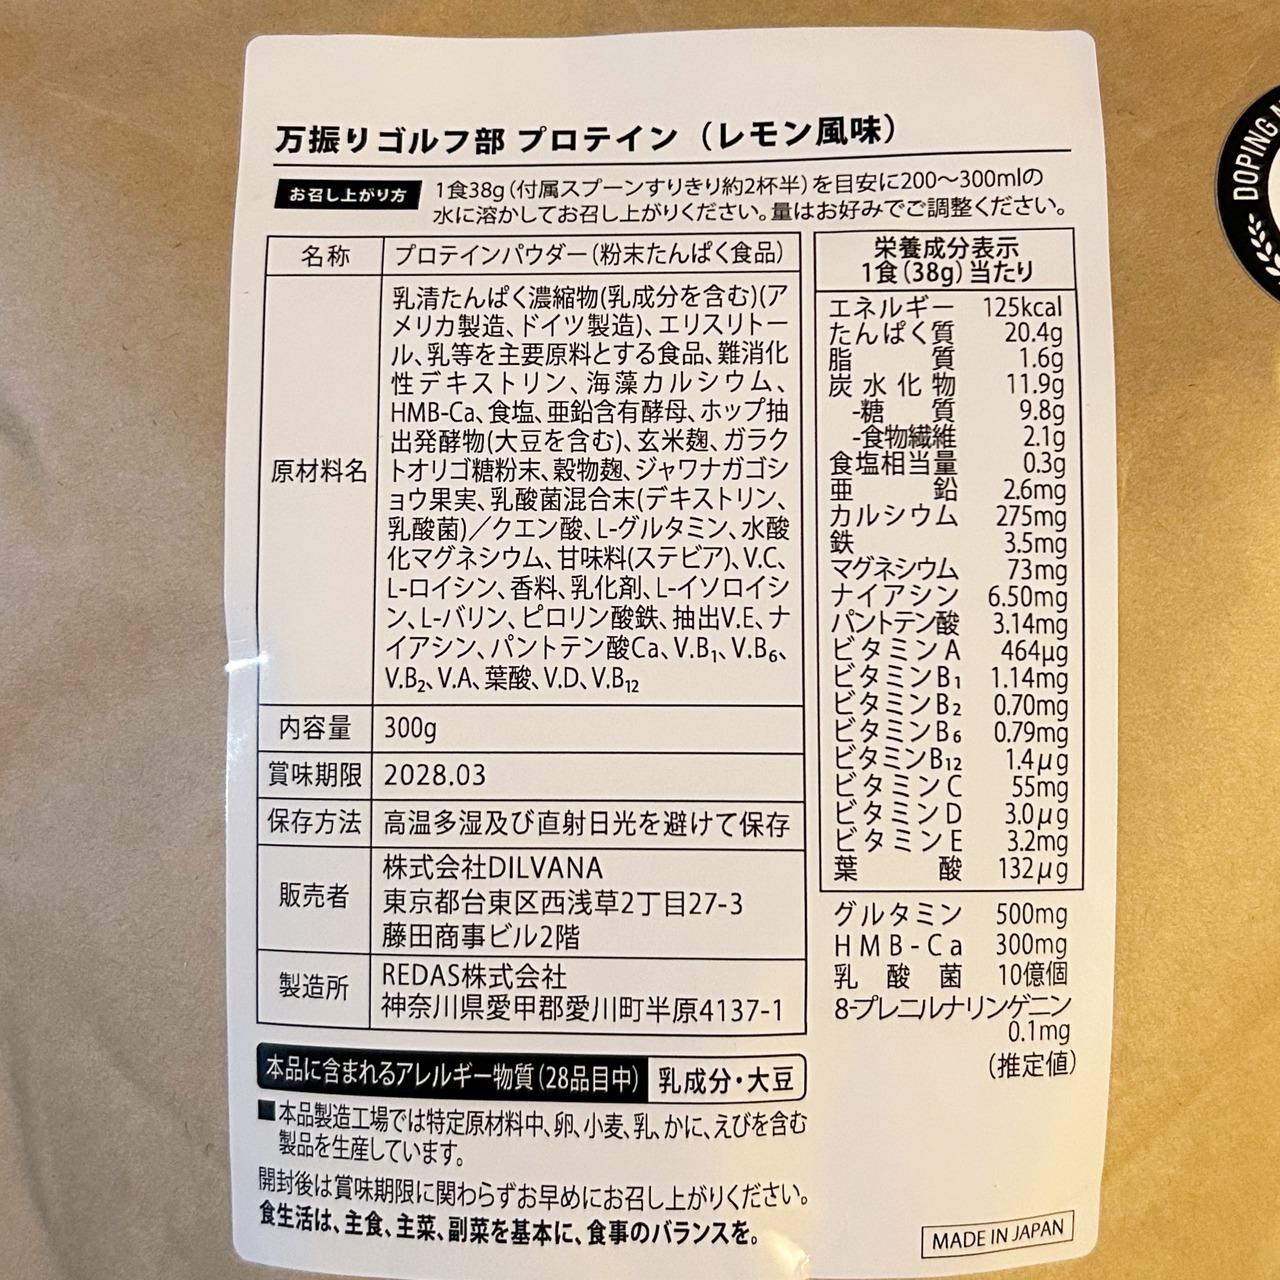 万振りゴルフ部 プロテイン（レモン風味）
お召し上がり方
1食38g（付属スプーンすりきり約2杯半）を目安に200〜300mlの
水に溶かしてお召し上がりください。量はお好みでご調整ください。
名称
プロテインパウダー（粉末たんぱく食品）
原材料名
乳清たんぱく濃縮物(乳成分を含む)(ア
メリカ製造、ドイツ製造)、エリスリトー
ル、乳等を主要原料とする食品、難消化
性デキストリン、海藻カルシウム、
HMB-Ca、食塩、亜鉛含有酵母、ホップ抽
出発酵物(大豆を含む)、玄米麹、ガラク
トオリゴ糖粉末、穀物麹、ジャワナガゴシ
ョウ果実、乳酸菌混合末(デキストリン、
乳酸菌)／クエン酸、L-グルタミン、水酸
化マグネシウム、甘味料(ステビア)、V.C、
L-ロイシン、香料、乳化剤、L-イソロイシ
ン、L-バリン、ピロリン酸鉄、抽出V.E、ナ
イアシン、パントテン酸Ca、V.B₁、V.B₆、
V.B₂、V.A、葉酸、V.D、V.B₁₂
内容量
300g
賞味期限
2028.03
保存方法
高温多湿及び直射日光を避けて保存
販売者
株式会社DILVANA
東京都台東区西浅草2丁目27-3
藤田商事ビル2階
製造所
REDAS株式会社
神奈川県愛甲郡愛川町半原4137-1
本品に含まれるアレルギー物質（28品目中） 乳成分・大豆
■本品製造工場では特定原材料中、卵、小麦、乳、かに、えびを含む
製品を生産しています。
開封後は賞味期限に関わらずお早めにお召し上がりください。
食生活は、主食、主菜、副菜を基本に、食事のバランスを。
栄養成分表示
1食（38g）当たり
エネルギー 125kcal
たんぱく質 20.4g
脂質 1.6g
炭水化物 11.9g
-糖質 9.8g
-食物繊維 2.1g
食塩相当量 0.3g
亜鉛 2.6mg
カルシウム 275mg
鉄 3.5mg
マグネシウム 73mg
ナイアシン 6.50mg
パントテン酸 3.14mg
ビタミンA 464μg
ビタミンB₁ 1.14mg
ビタミンB₂ 0.70mg
ビタミンB₆ 0.79mg
ビタミンB₁₂ 1.4μg
ビタミンC 55mg
ビタミンD 3.0μg
ビタミンE 3.2mg
葉酸 132μg
グルタミン 500mg
HMB-Ca 300mg
乳酸菌 10億個
8-プレニルナリンゲニン
0.1mg
（推定値）
MADE IN JAPAN
DOPING